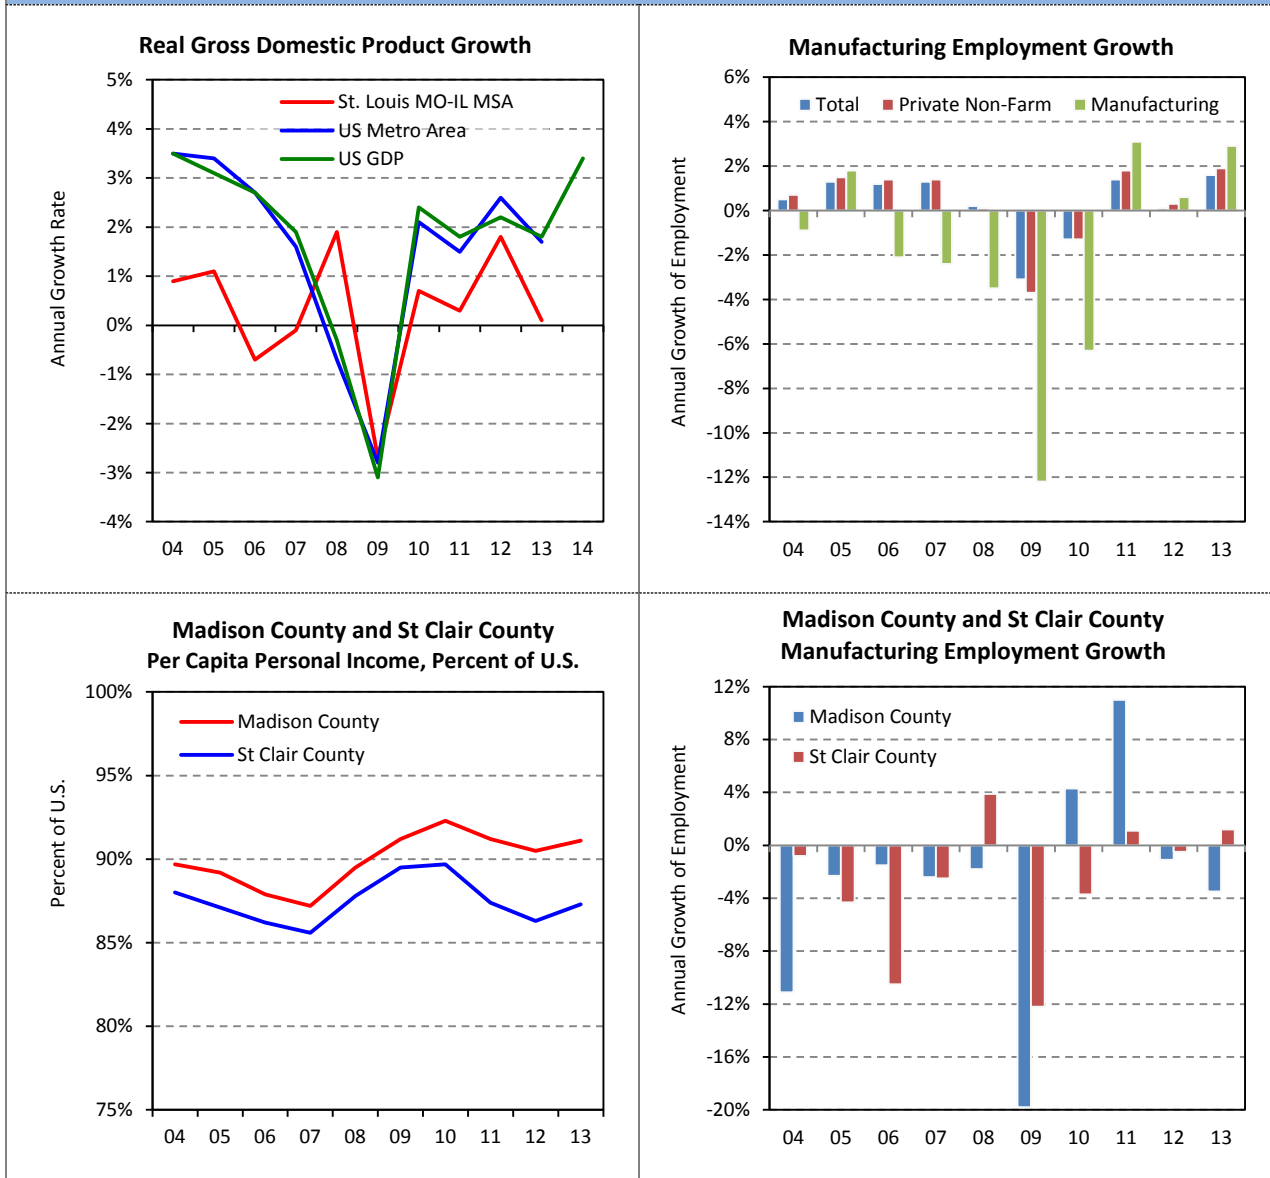 Real Gross Domestic Product Growth
Annual Growth Rate
5%
4%
3%
2%
1%
0%
-1%
-2%
-3%
-4%
St. Louis MO-IL MSA
US Metro Area
US GDP
04 05 06 07 08 09 10 11 12 13 14
Manufacturing Employment Growth
Annual Growth of Employment
6%
4%
2%
0%
-2%
-4%
-6%
-8%
-10%
-12%
-14%
Total Private Non-Farm Manufacturing
04 05 06 07 08 09 10 11 12 13
Madison County and St Clair County
Per Capita Personal Income, Percent of U.S.
Percent of U.S.
100%
95%
90%
85%
80%
75%
Madison County
St Clair County
04 05 06 07 08 09 10 11 12 13
Madison County and St Clair County
Manufacturing Employment Growth
Annual Growth of Employment
12%
8%
4%
0%
-4%
-8%
-12%
-16%
-20%
Madison County
St Clair County
04 05 06 07 08 09 10 11 12 13